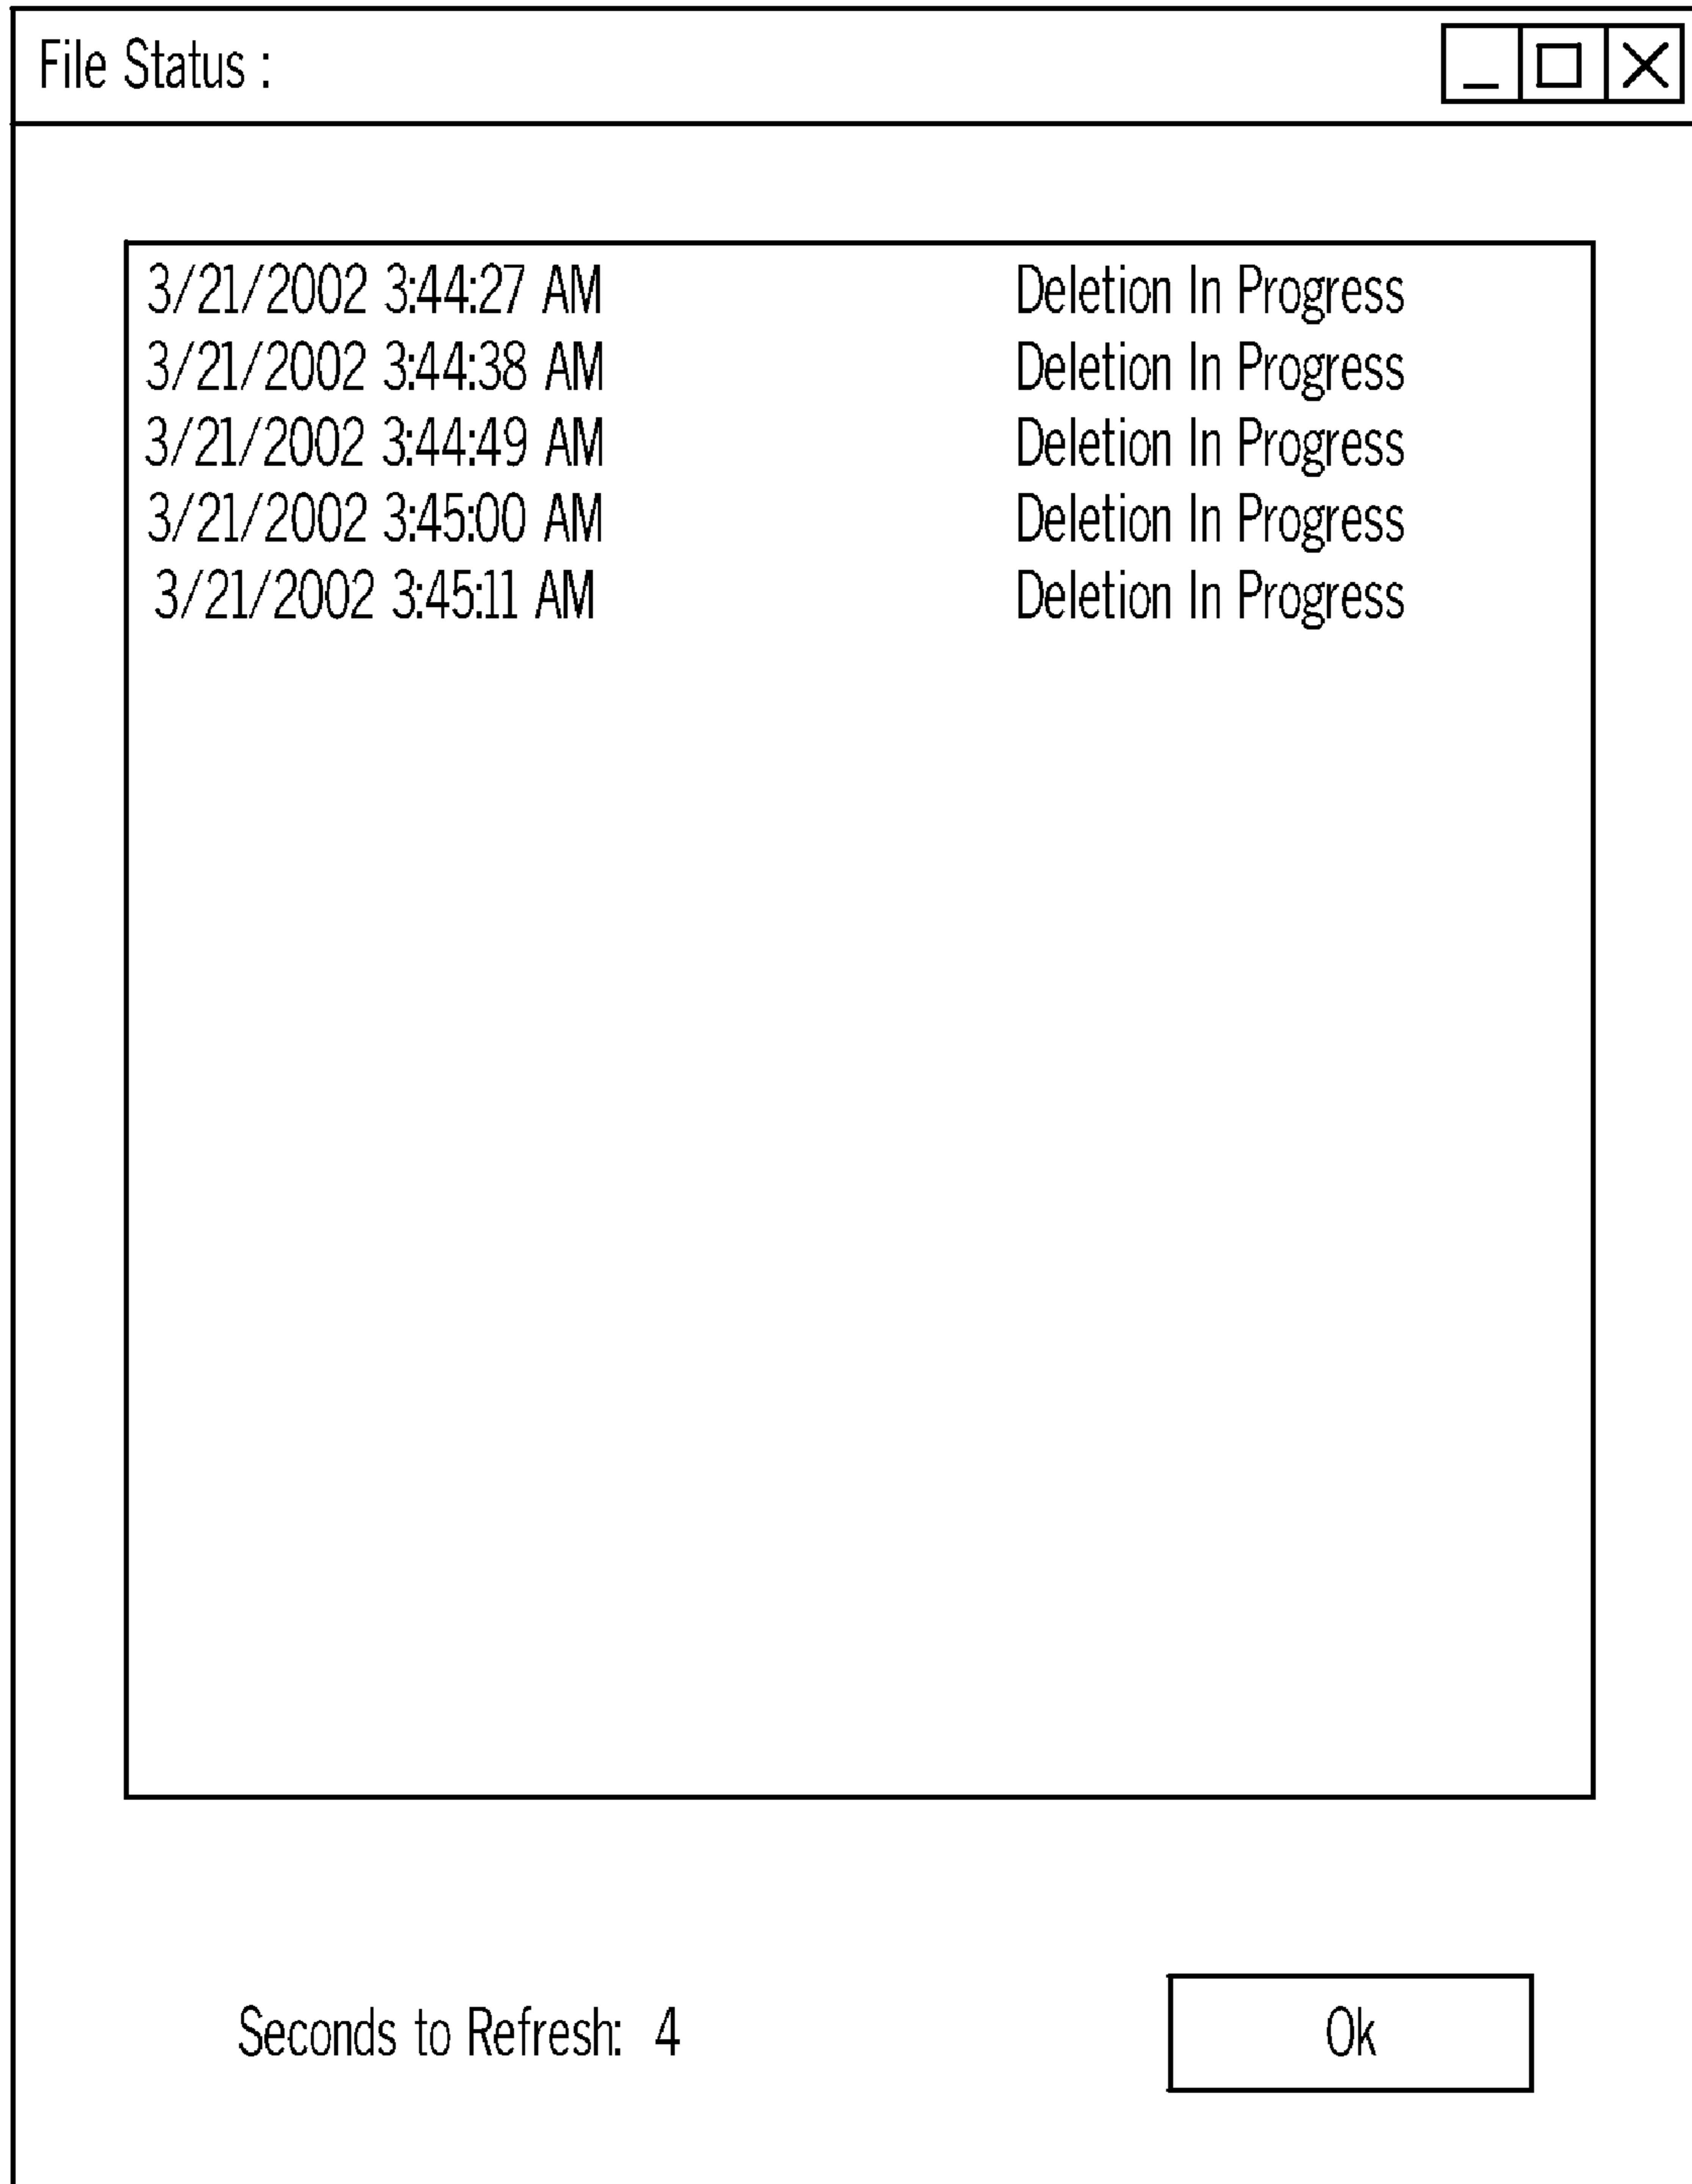 File Status :
3/21/2002 3:44:27 AM Deletion In Progress
3/21/2002 3:44:38 AM Deletion In Progress
3/21/2002 3:44:49 AM Deletion In Progress
3/21/2002 3:45:00 AM Deletion In Progress
3/21/2002 3:45:11 AM Deletion In Progress
Seconds to Refresh: 4 Ok